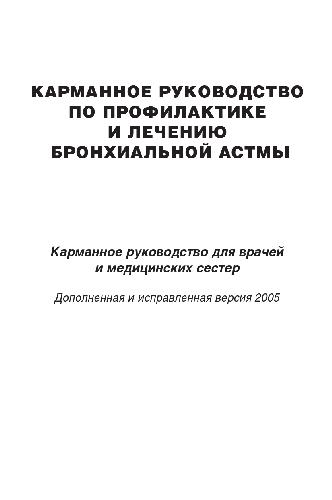 КАРМАННОЕ РУКОВОДСТВО
ПО ПРОФИЛАКТИКЕ
И ЛЕЧЕНИЮ
БРОНХИАЛЬНОЙ АСТМЫ
Карманное руководство для врачей
и медицинских сестер
Дополненная и исправленная версия 2005